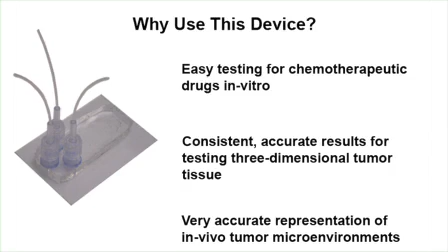 Why Use This Device?
Easy testing for chemotherapeutic
drugs in-vitro
Consistent, accurate results for
testing three-dimensional tumor
tissue
Very accurate representation of
in-vivo tumor microenvironments